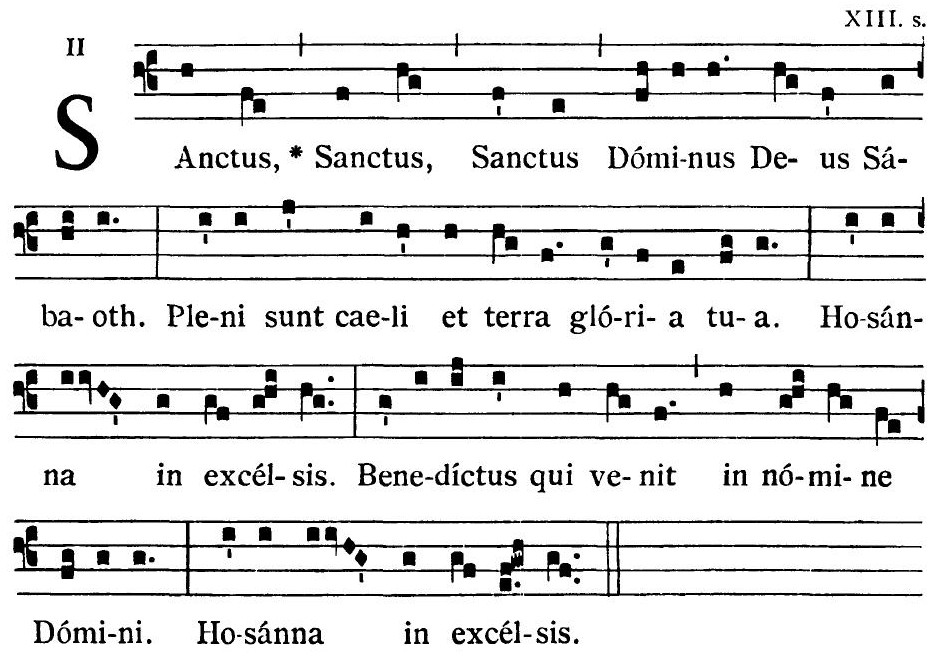 XIII. s.
II
SAnctus, * Sanctus, Sanctus Dómi-nus De- us Sá-
ba- oth. Ple-ni sunt cae-li et terra gló-ri- a tu- a. Ho-sán-
na in excél- sis. Bene-díctus qui ve- nit in nó-mi- ne
Dómi-ni. Ho-sánna in excél-sis.